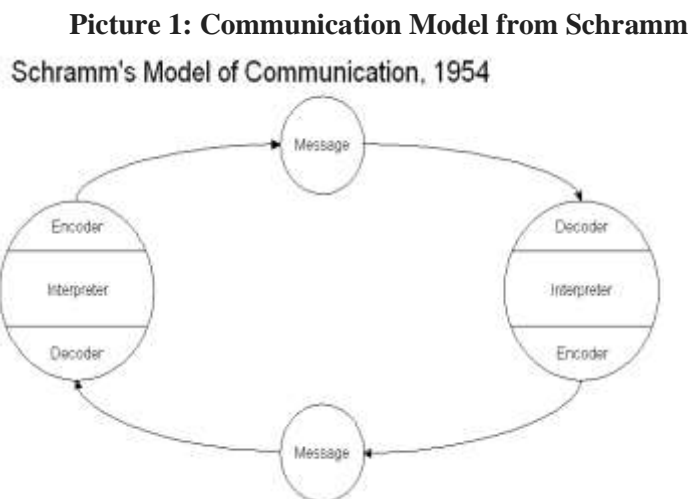 Picture 1: Communication Model from Schramm
Schramm's Model of Communication, 1954
Message
Encoder
Interpreter
Decoder
Decoder
Interpreter
Encoder
Message